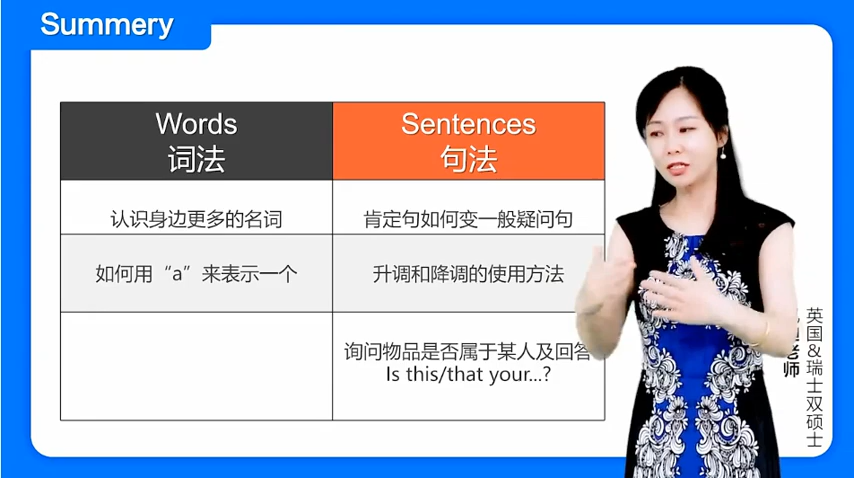 Summery
Words
词法
Sentences
句法
认识身边更多的名词
肯定句如何变一般疑问句
如何用“a”来表示一个
升调和降调的使用方法
询问物品是否属于某人及回答
Is this/that your...?
英国&瑞士双硕士
老师